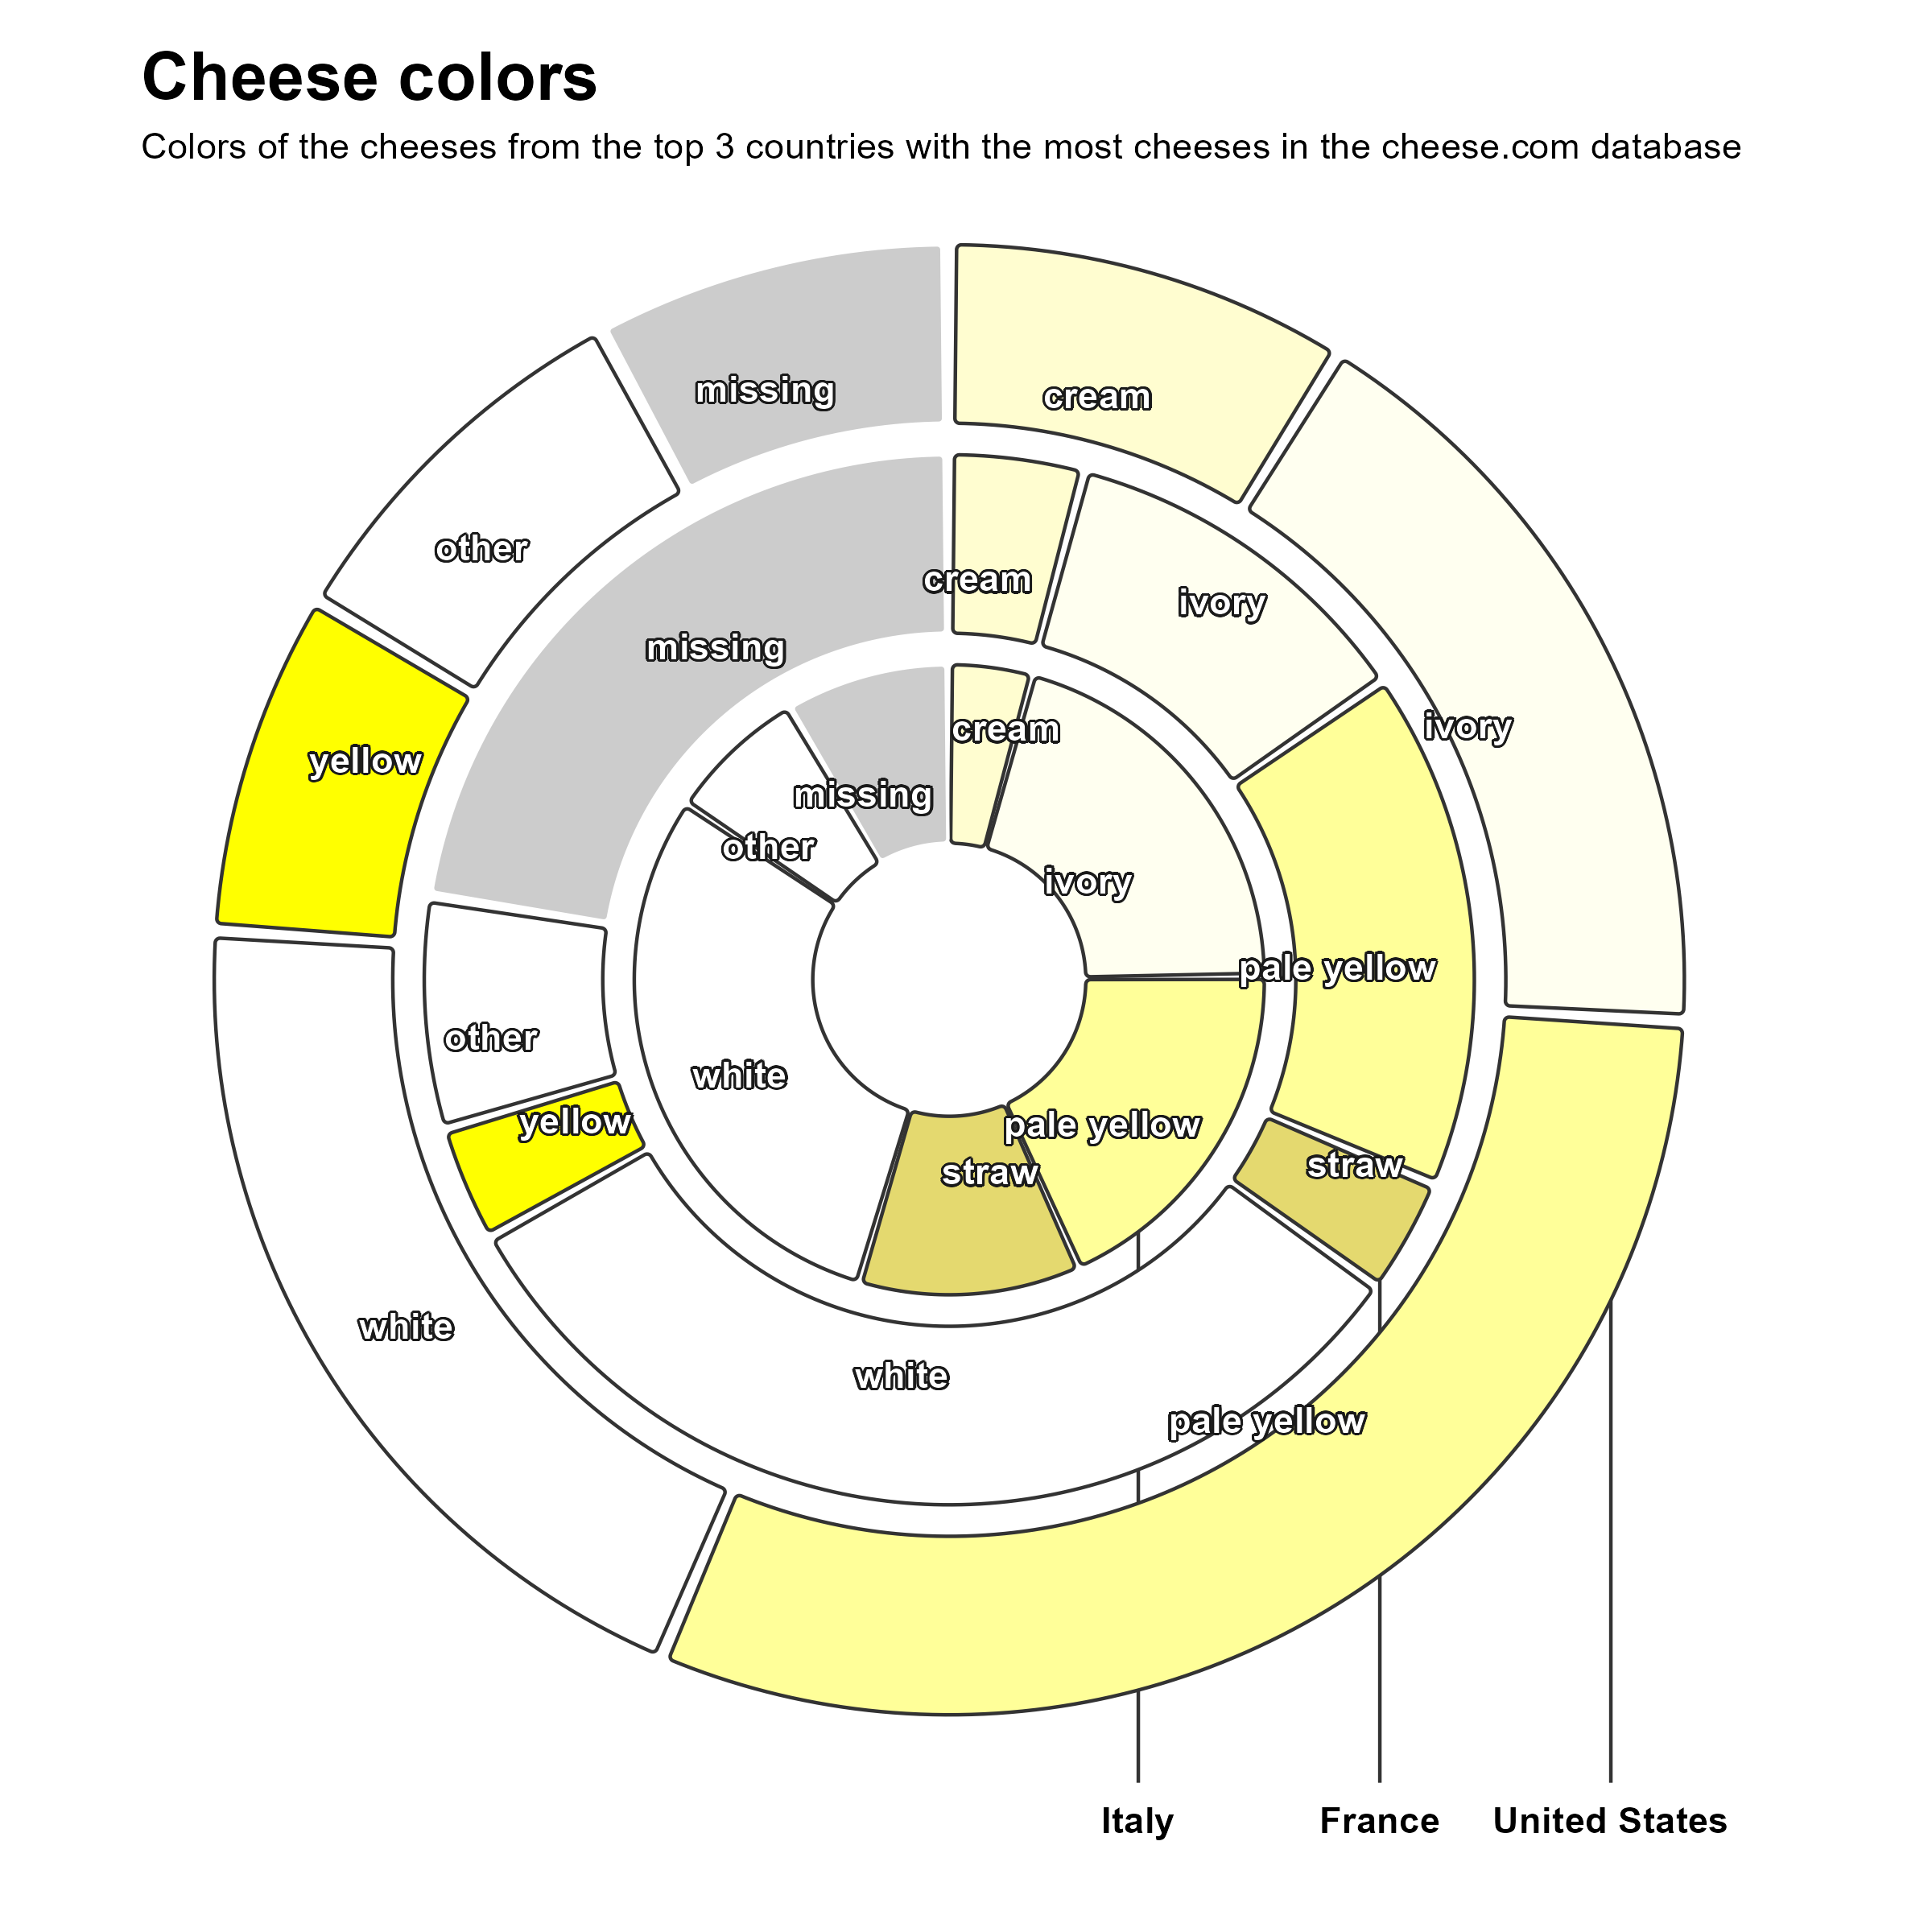 Cheese colors
Colors of the cheeses from the top 3 countries with the most cheeses in the cheese.com database
missing
cream
other
cream
ivory
missing
ivory
cream
yellow
missing
other
ivory
pale yellow
other
white
yellow
pale yellow
straw
straw
white
white
pale yellow
Italy
France
United States